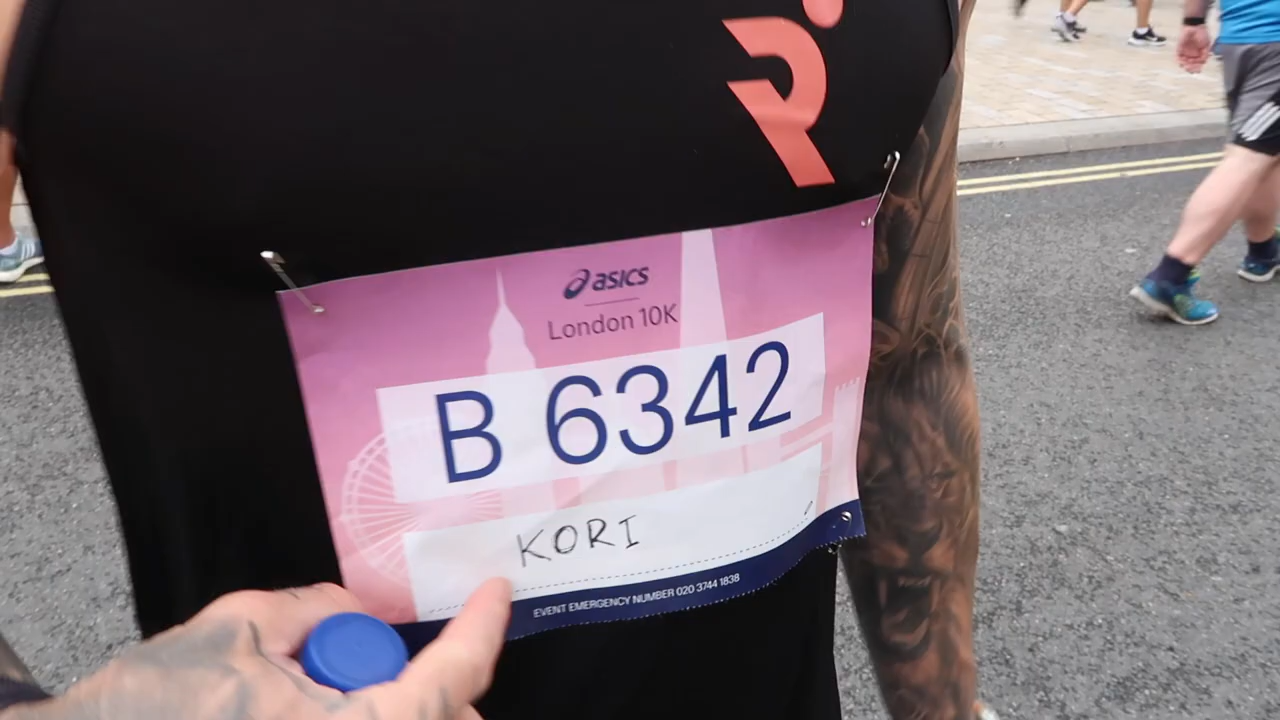 asics
London 10K
B 6342
KORI
EVENT EMERGENCY NUMBER 020 3744 1838